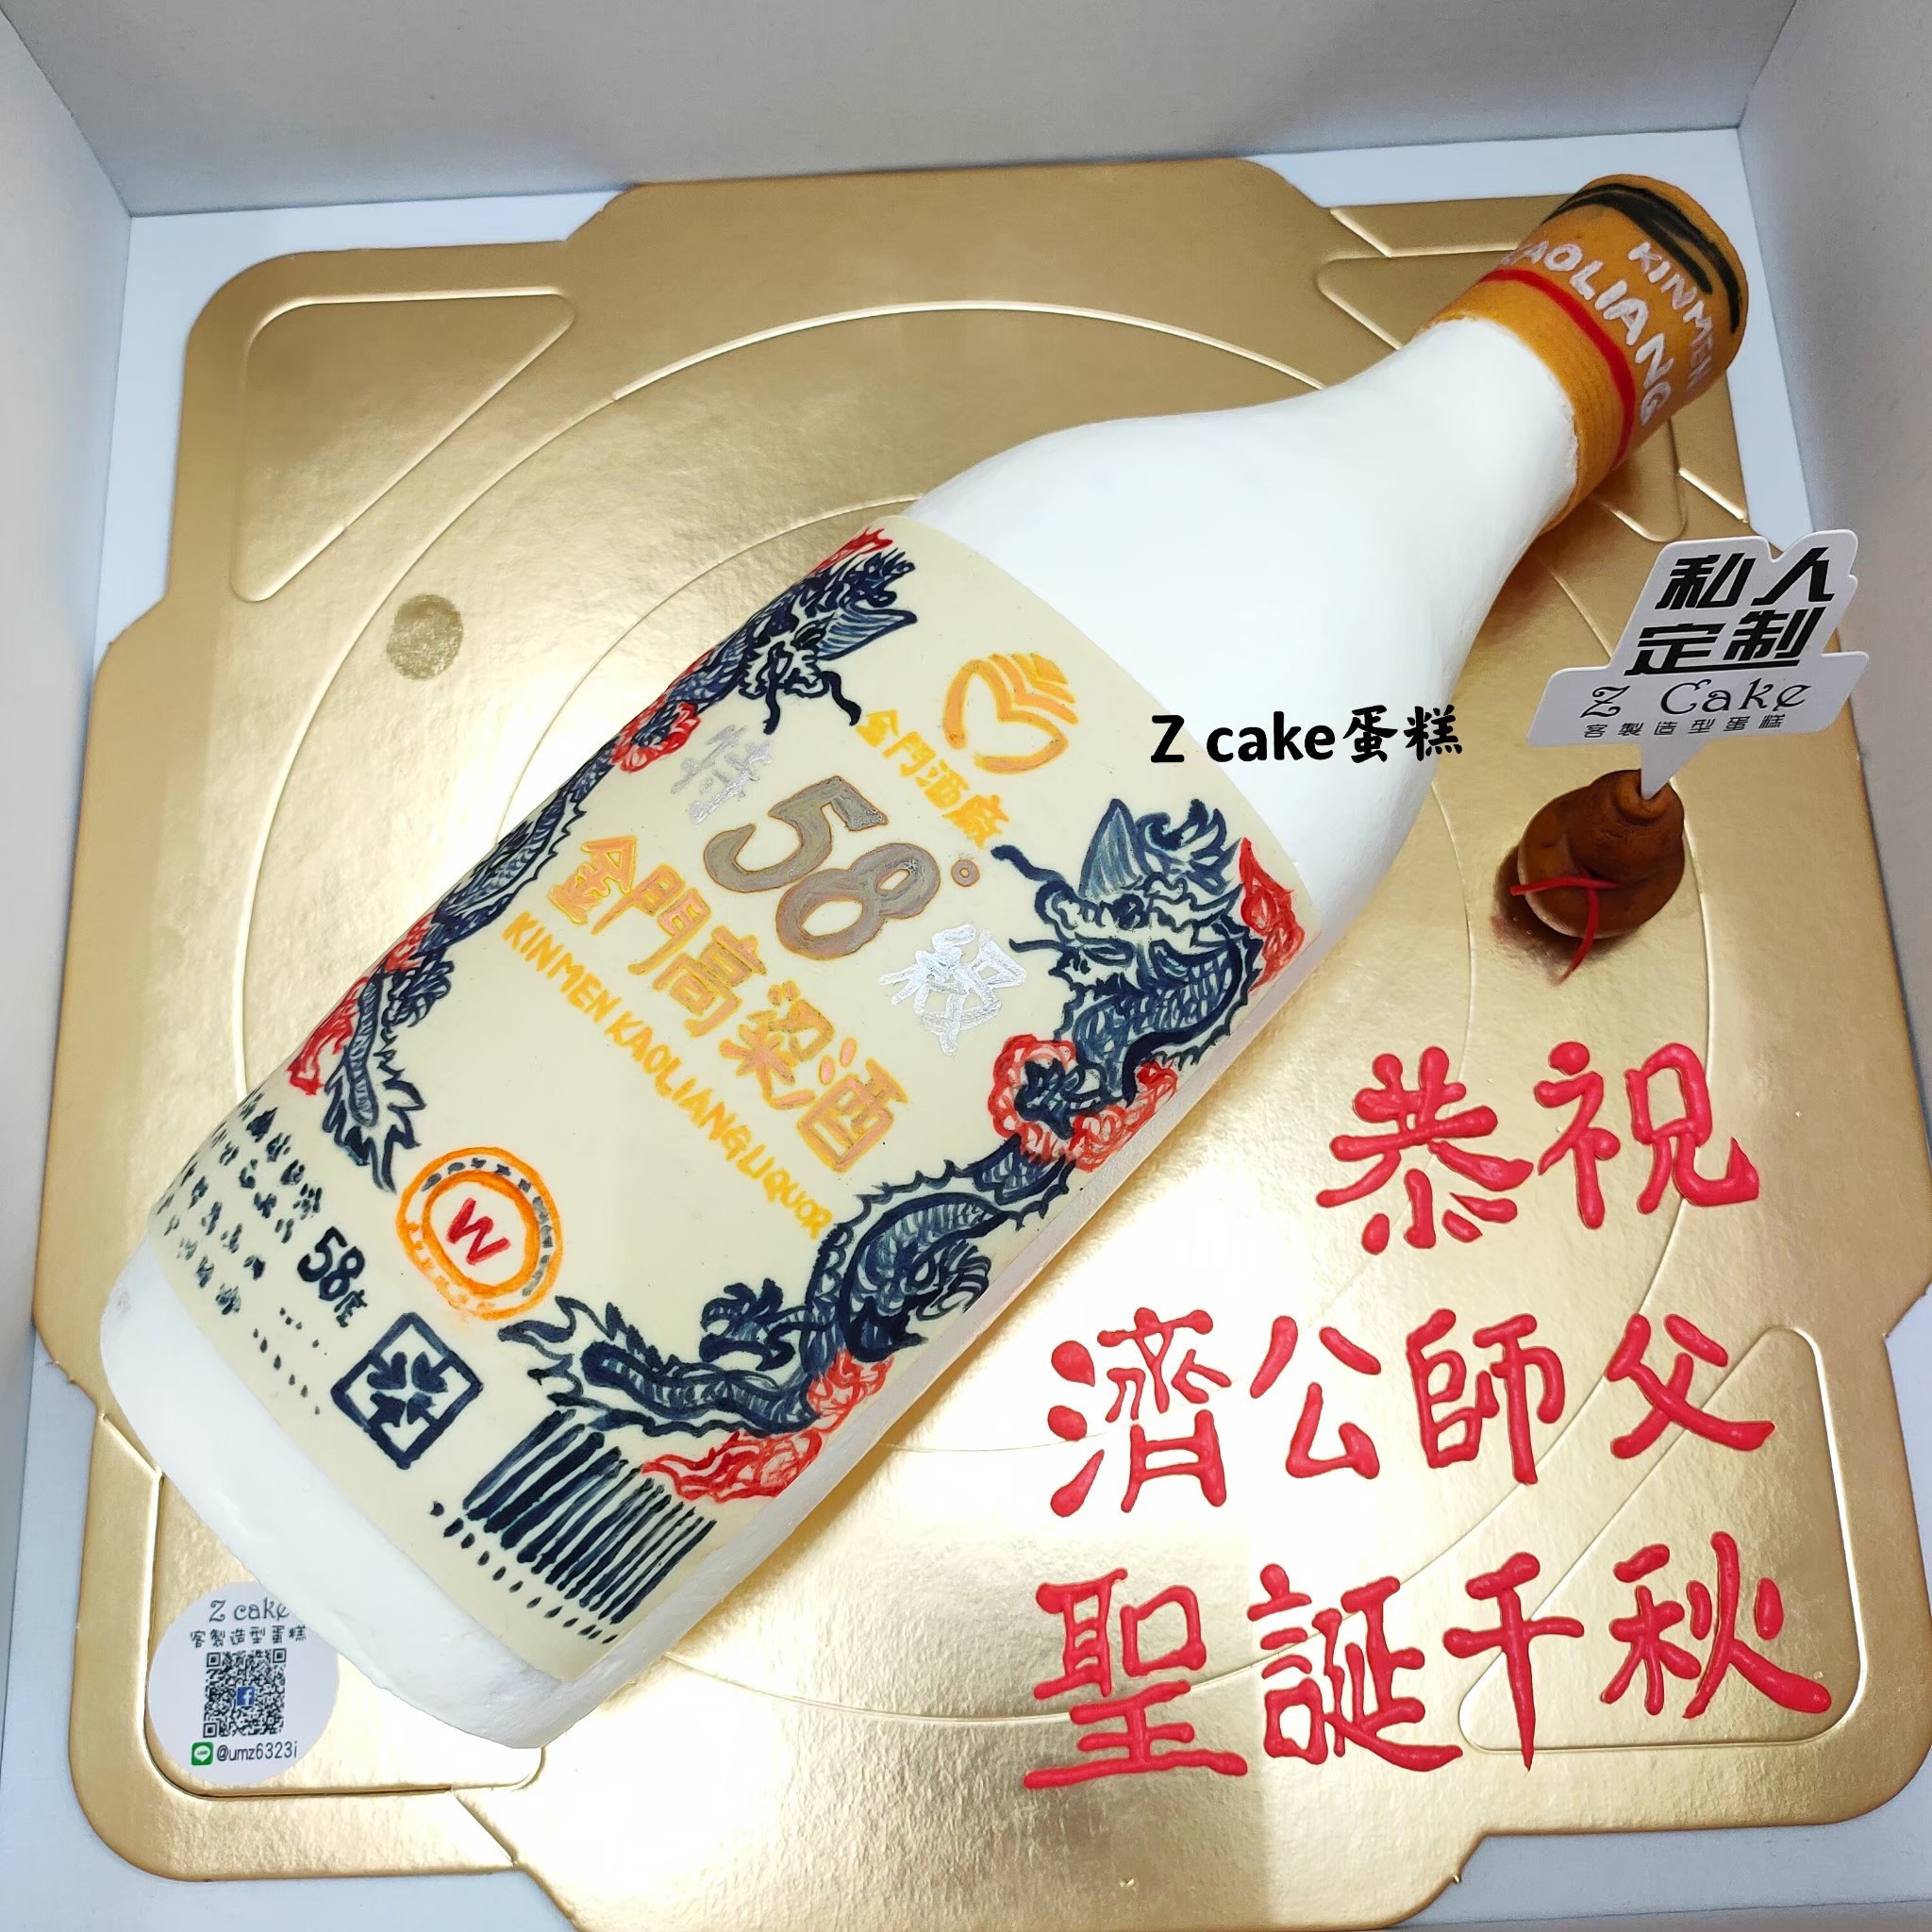 KINMEN
KAOLIANG
私人
定制
Z Cake
客製造型蛋糕
Z cake蛋糕
金門酒廠
特
58°
級
金門高粱酒
KINMEN KAOLIANG LIQUOR
58度
恭祝
濟公師父
聖誕千秋
Z cake
客製造型蛋糕
LINE
@umz6323i